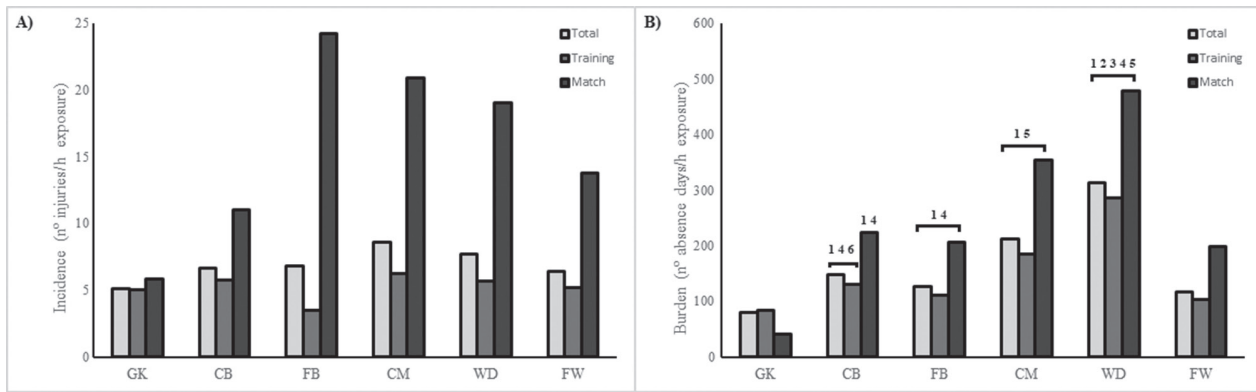 A)
Incidence (nº injuries/h exposure)
25
20
15
10
5
0
Total
Training
Match
GK CB FB CM WD FW
B)
Burden (nº absence days/h exposure)
600
500
400
300
200
100
0
Total
Training
Match
1 2 3 4 5
1 5
1 4
1 4
1 4 6
GK CB FB CM WD FW